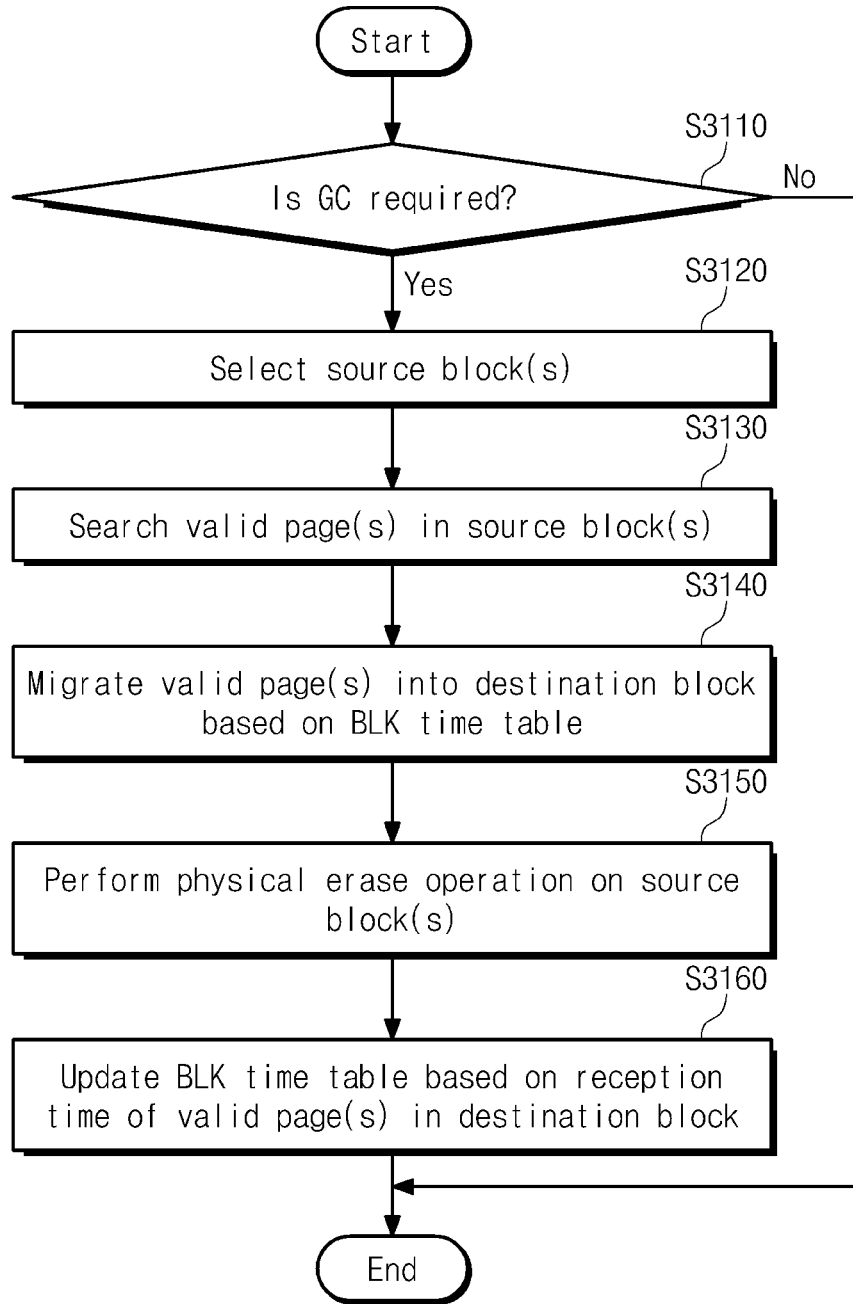 Start
S3110
Is GC required?
No
Yes
S3120
Select source block(s)
S3130
Search valid page(s) in source block(s)
S3140
Migrate valid page(s) into destination block
based on BLK time table
S3150
Perform physical erase operation on source
block(s)
S3160
Update BLK time table based on reception
time of valid page(s) in destination block
End